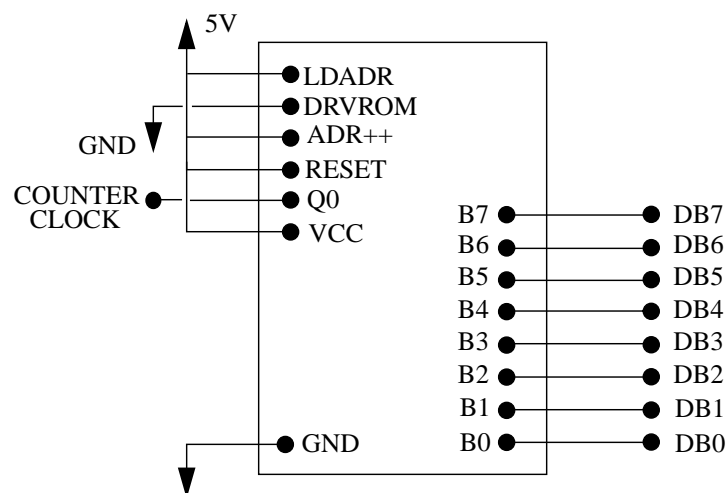 5V
LDADR
DRVROM
ADR++
GND
RESET
COUNTER
CLOCK
Q0
VCC
B7 DB7
B6 DB6
B5 DB5
B4 DB4
B3 DB3
B2 DB2
B1 DB1
GND
B0 DB0